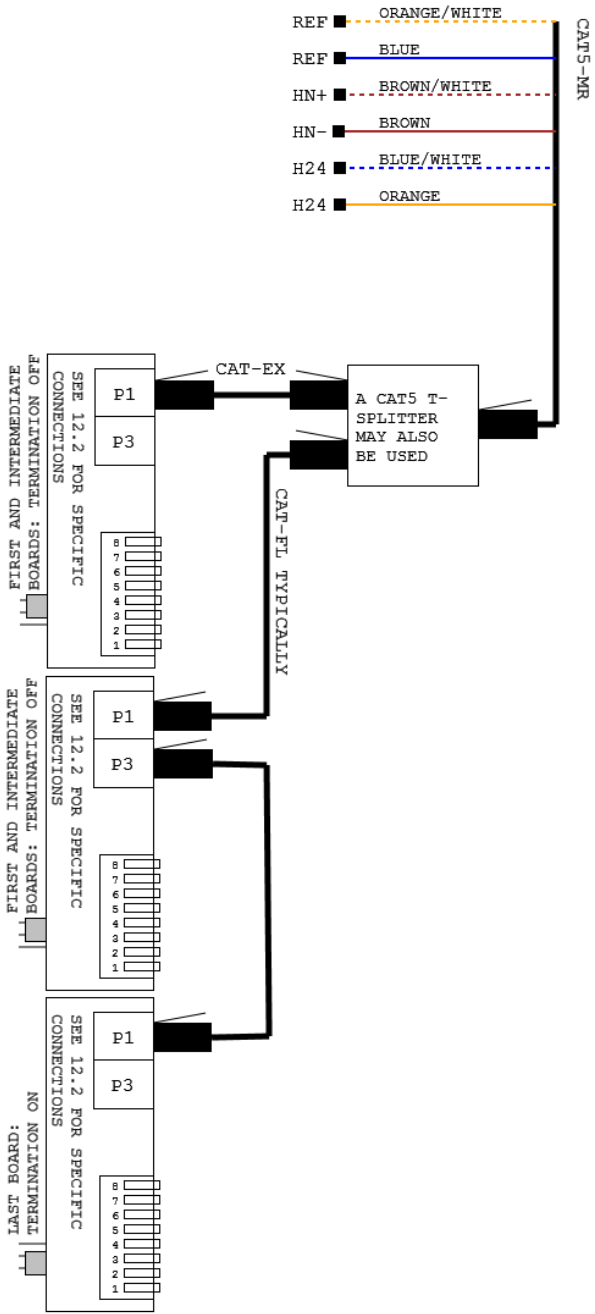 REF ORANGE/WHITE
REF BLUE
HN+ BROWN/WHITE
HN- BROWN
H24 BLUE/WHITE
H24 ORANGE
CAT5-MR
CAT-EX
A CAT5 T-
SPLITTER
MAY ALSO
BE USED
CAT-FL TYPICALLY
FIRST AND INTERMEDIATE
BOARDS: TERMINATION OFF
SEE 12.2 FOR SPECIFIC
CONNECTIONS
P1
P3
8
7
6
5
4
3
2
1
FIRST AND INTERMEDIATE
BOARDS: TERMINATION OFF
SEE 12.2 FOR SPECIFIC
CONNECTIONS
P1
P3
8
7
6
5
4
3
2
1
LAST BOARD:
TERMINATION ON
SEE 12.2 FOR SPECIFIC
CONNECTIONS
P1
P3
8
7
6
5
4
3
2
1